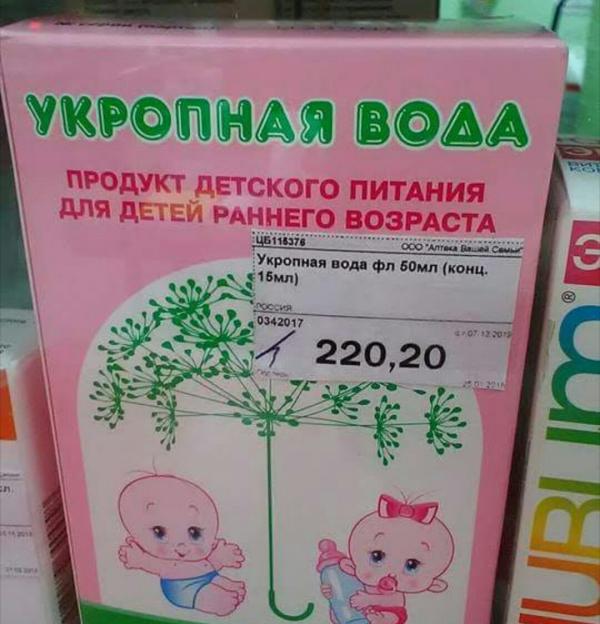 УКРОПНАЯ ВОДА
ПРОДУКТ ДЕТСКОГО ПИТАНИЯ
ДЛЯ ДЕТЕЙ РАННЕГО ВОЗРАСТА
ЦБ118376 ООО "Аптека Вашей Семьи"
Укропная вода фл 50мл (конц.
15мл)
РОССИЯ
0342017
220,20
Э